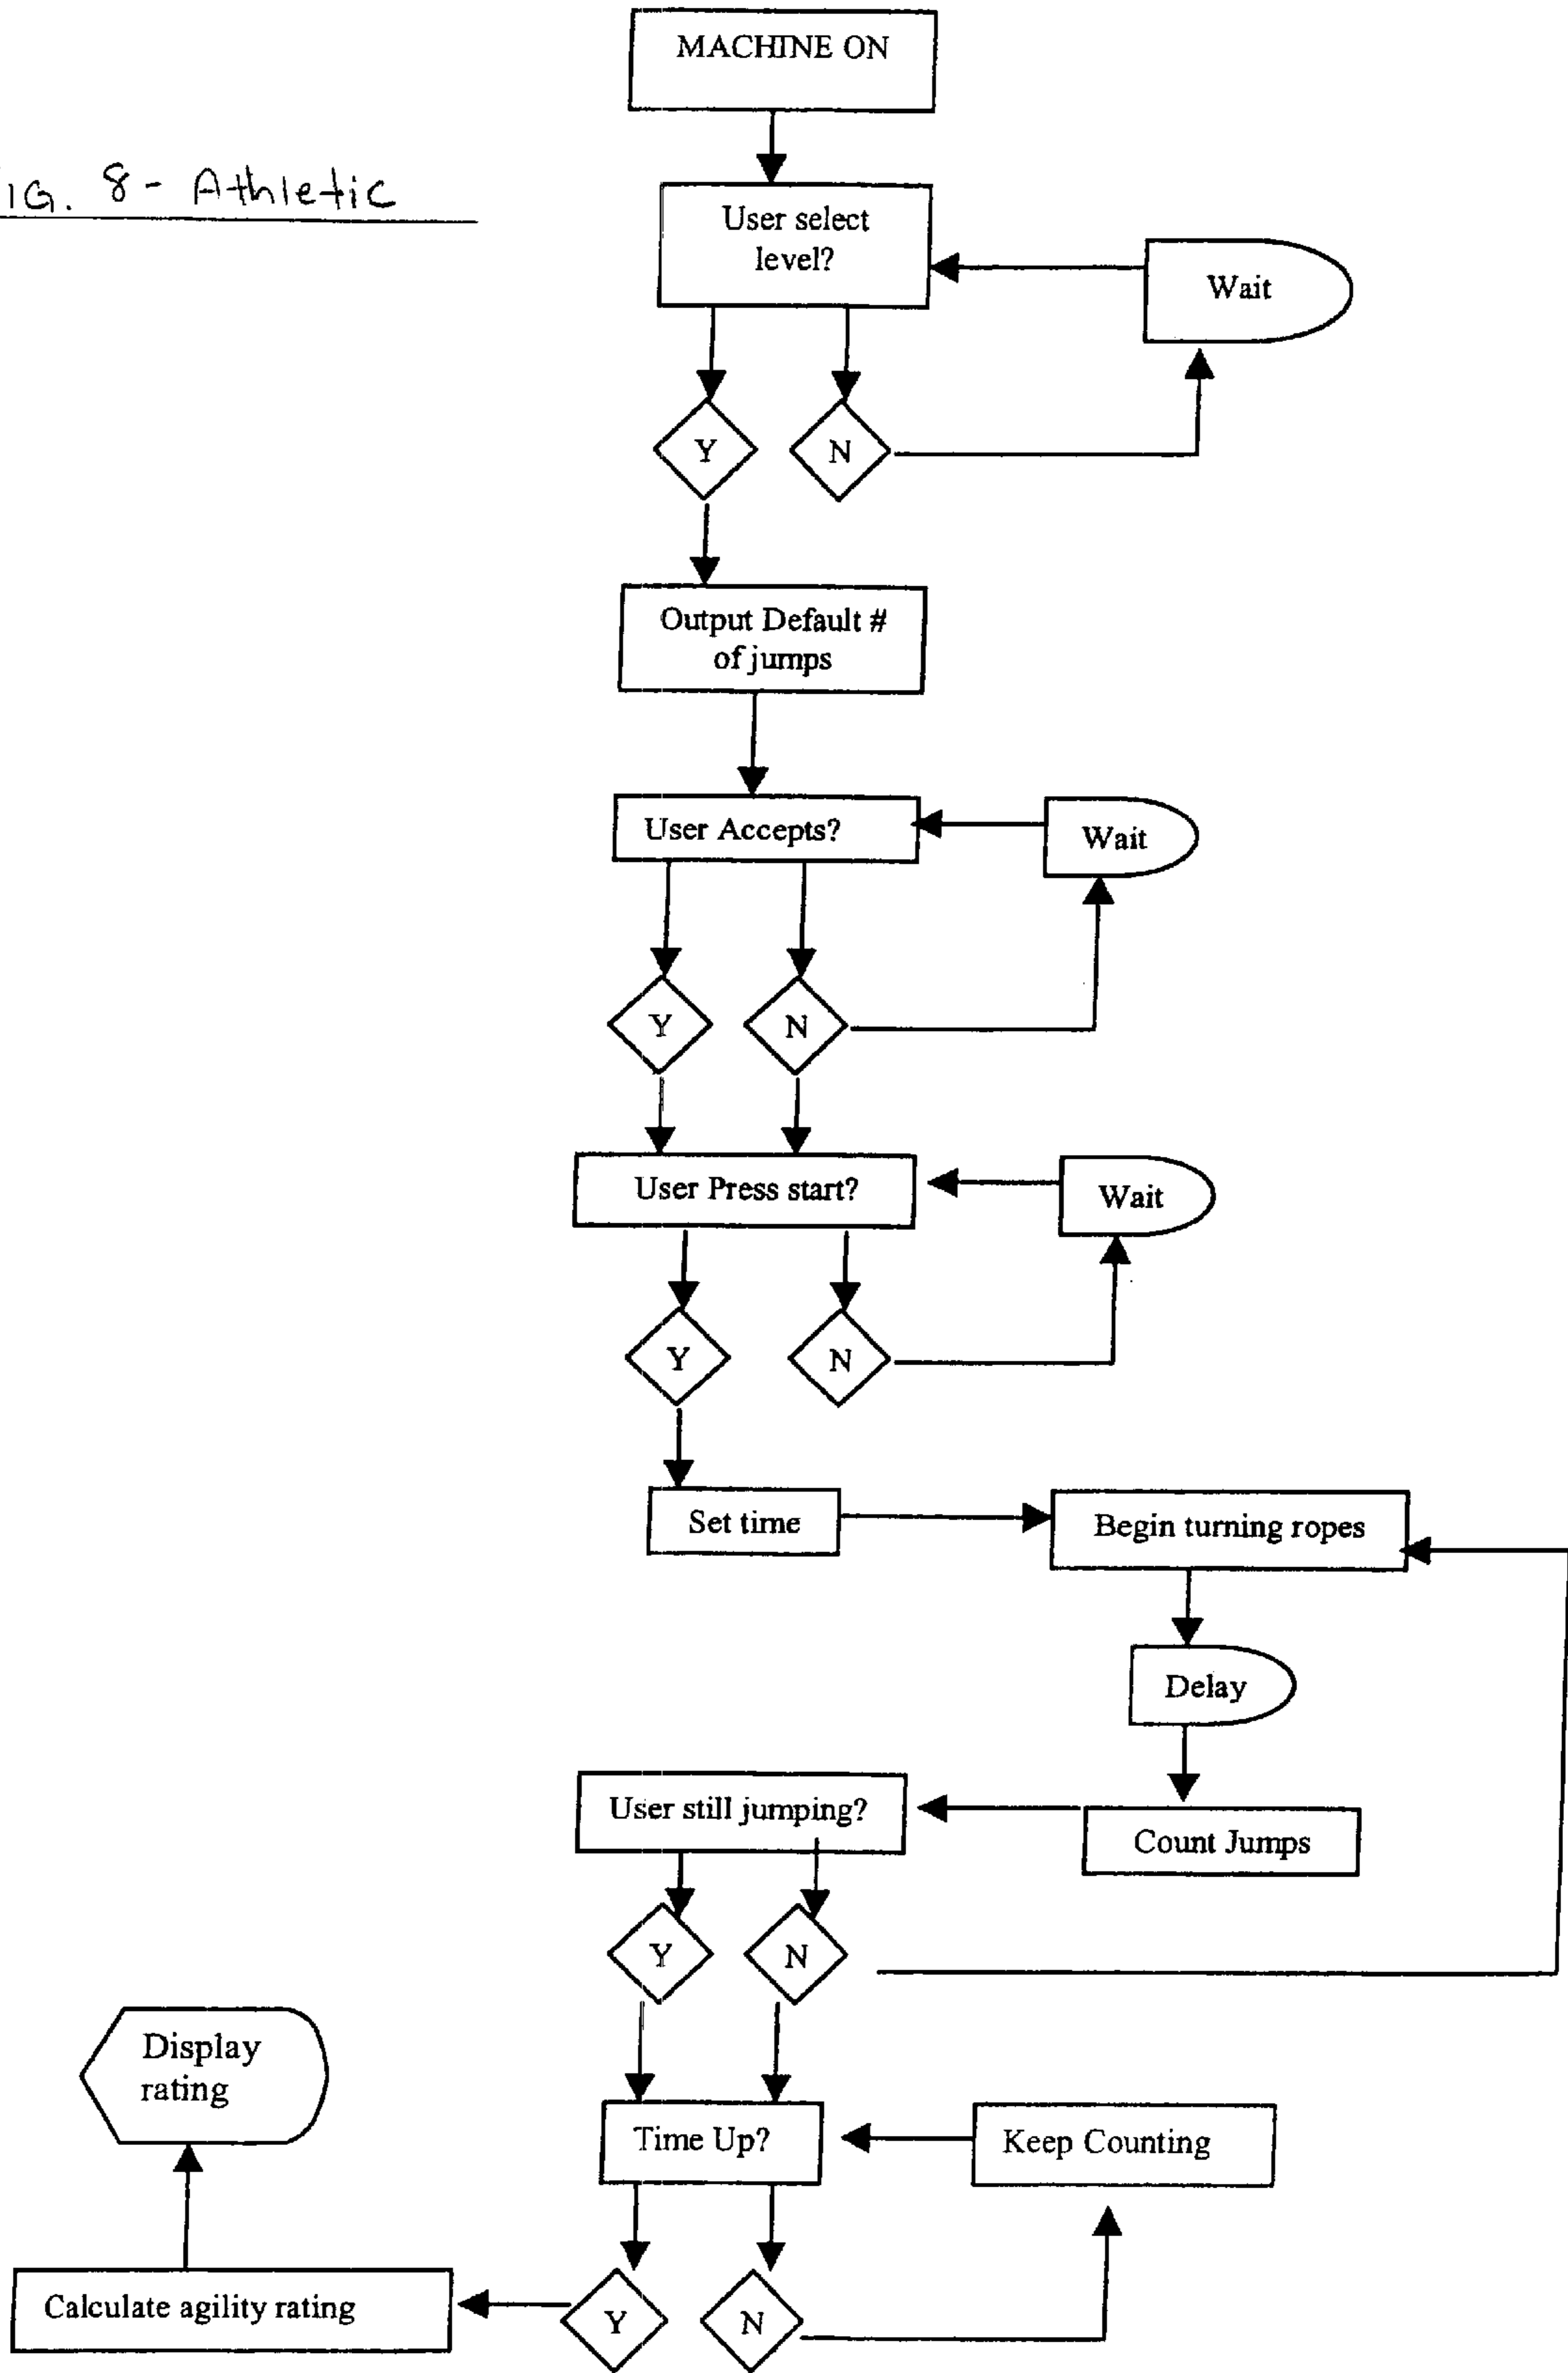 MACHINE ON
IG. 8 - Athletic
User select
level?
Wait
Y
N
Output Default #
of jumps
User Accepts?
Wait
Y
N
User Press start?
Wait
Y
N
Set time
Begin turning ropes
Delay
User still jumping?
Count Jumps
Y
N
Display
rating
Time Up?
Keep Counting
Calculate agility rating
Y
N